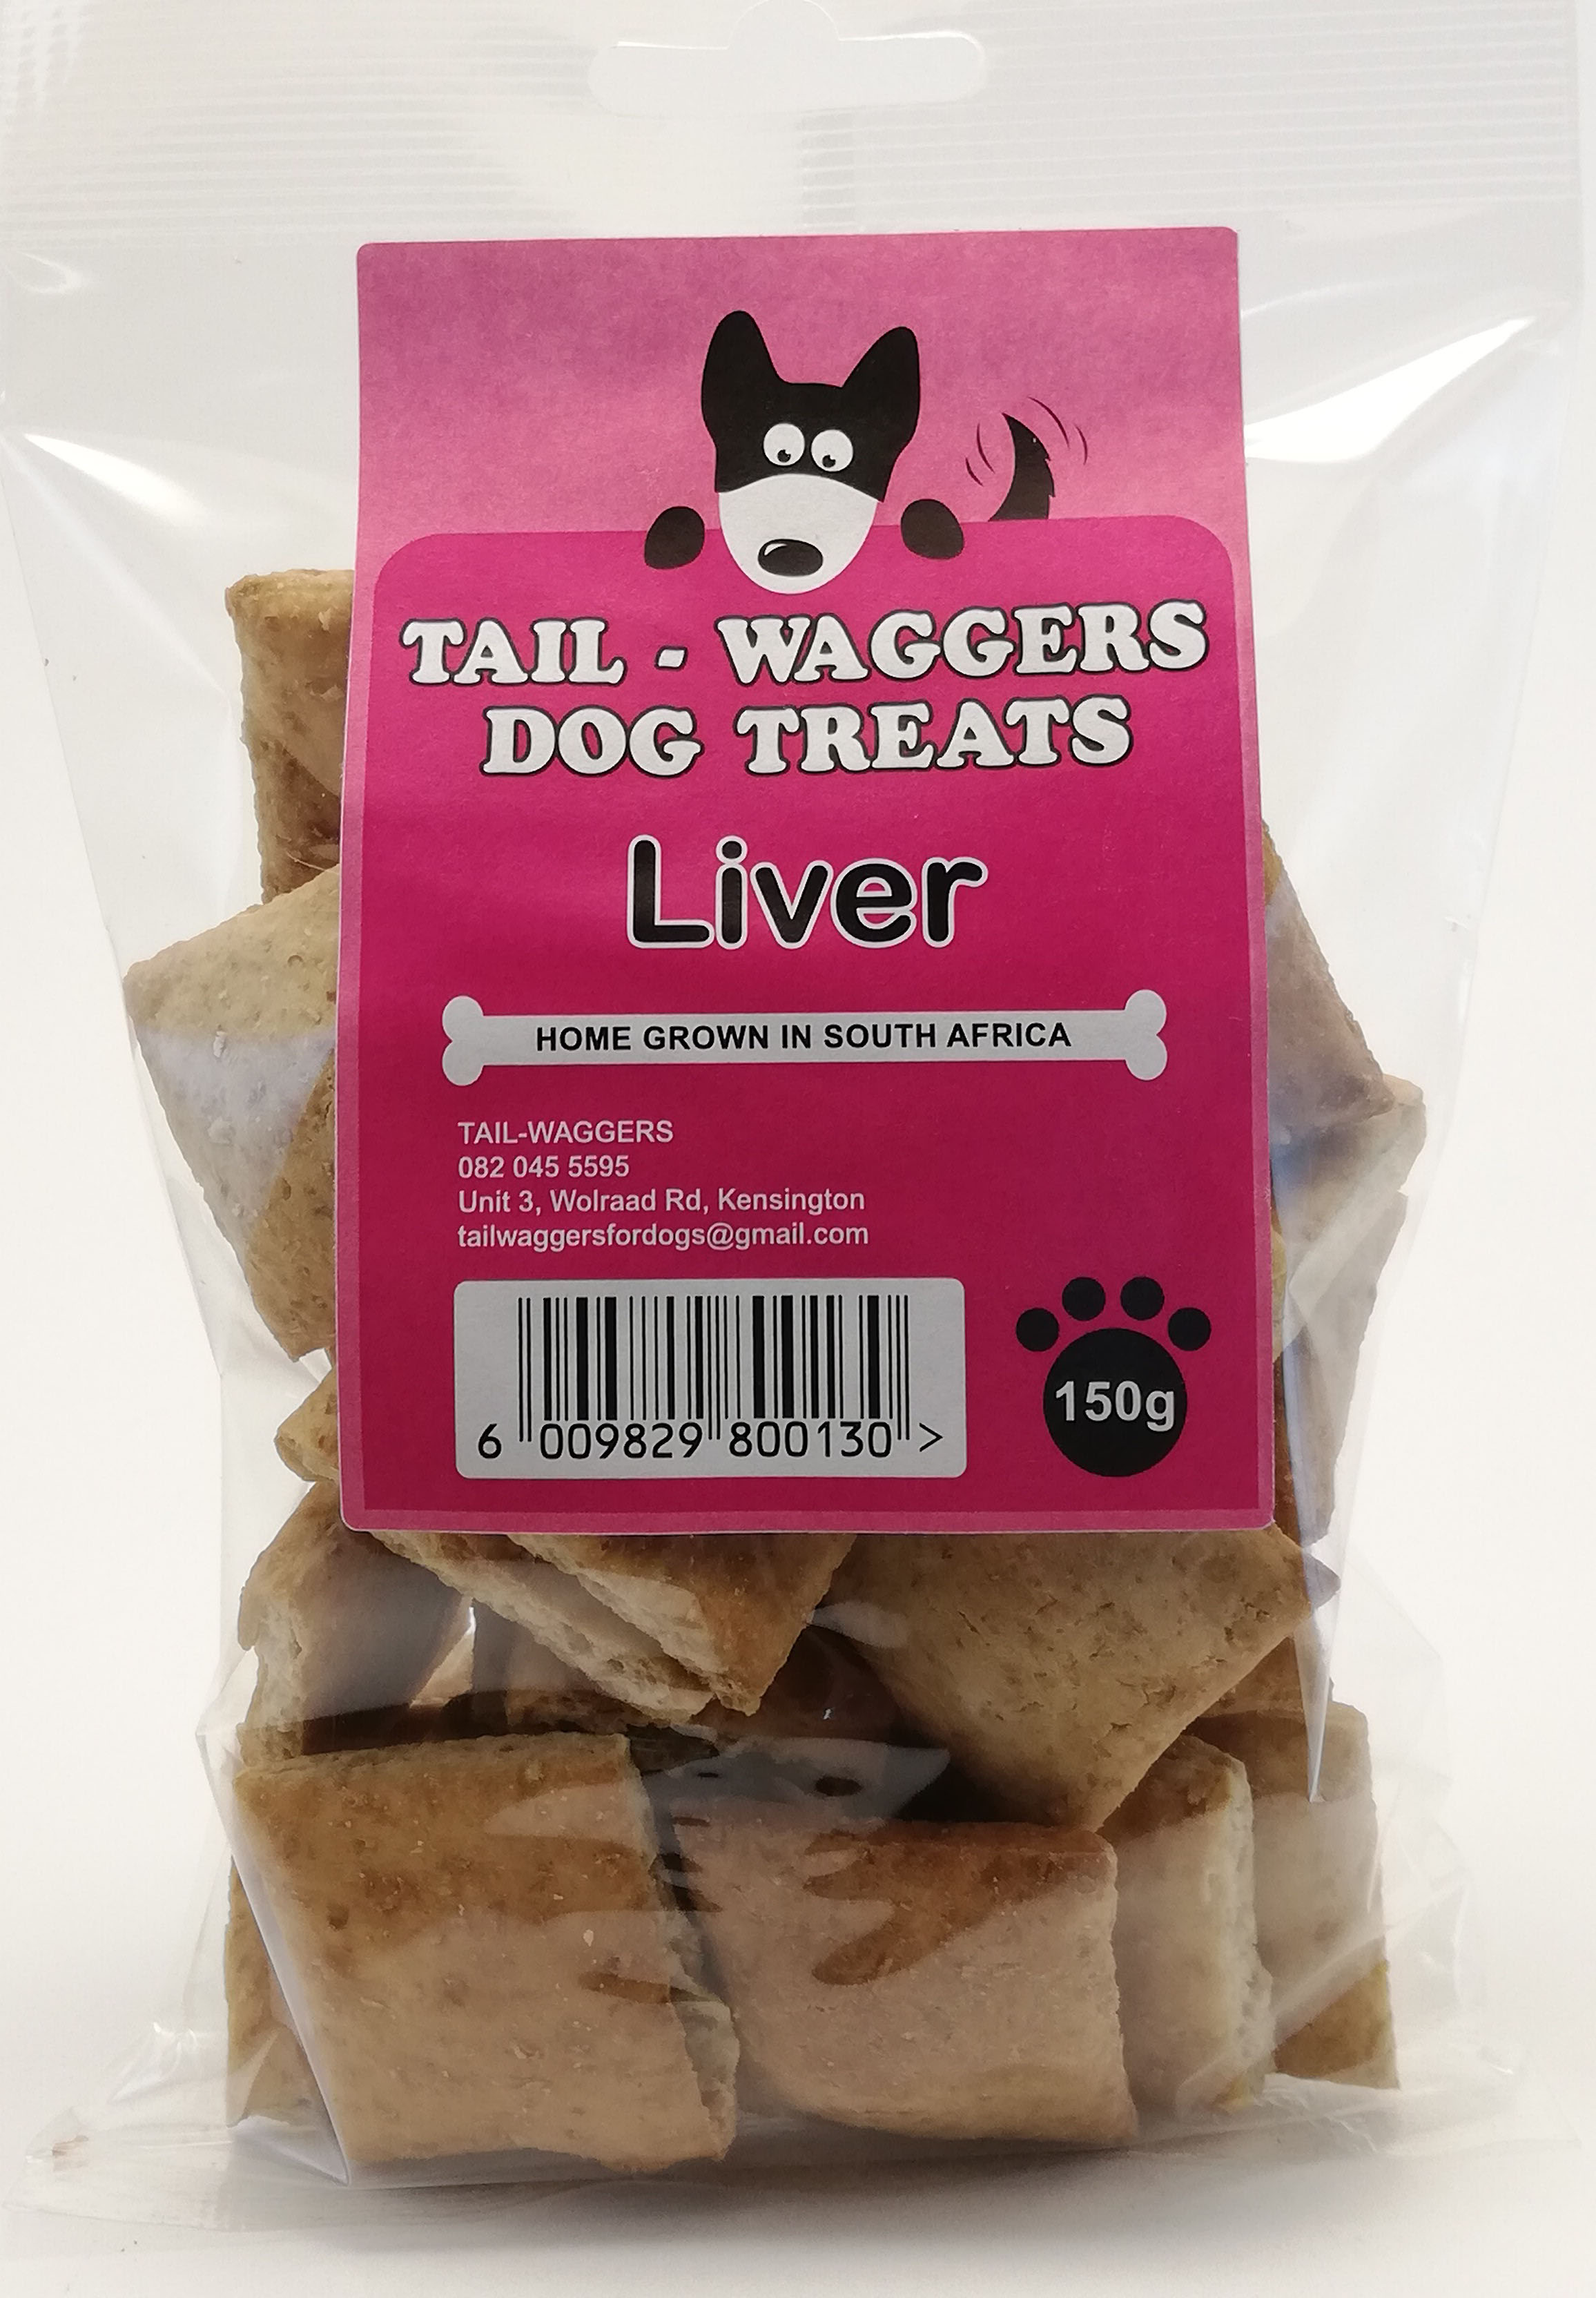 TAIL - WAGGERS
DOG TREATS
Liver
HOME GROWN IN SOUTH AFRICA
TAIL-WAGGERS
082 045 5595
Unit 3, Wolraad Rd, Kensington
tailwaggersfordogs@gmail.com
150g
6 009829 800130 >